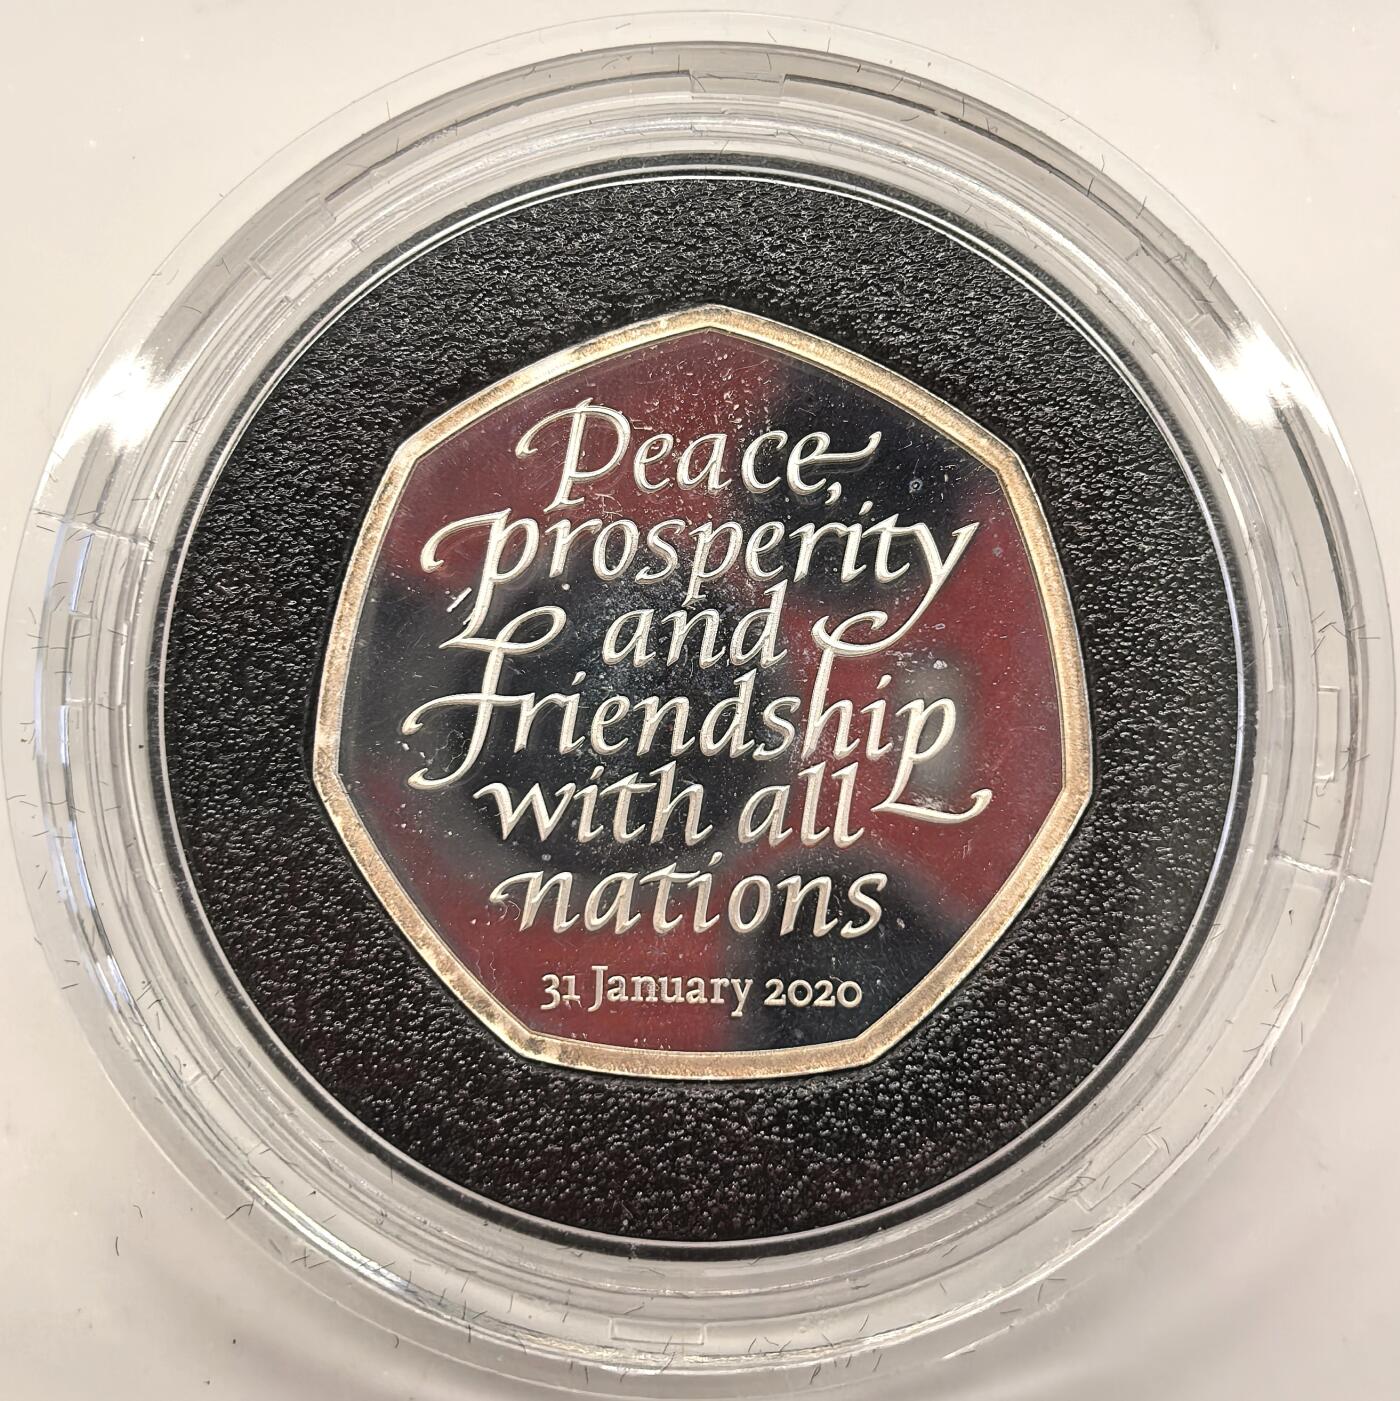 Peace,
prosperity
and
friendship
with all
nations
31 January 2020